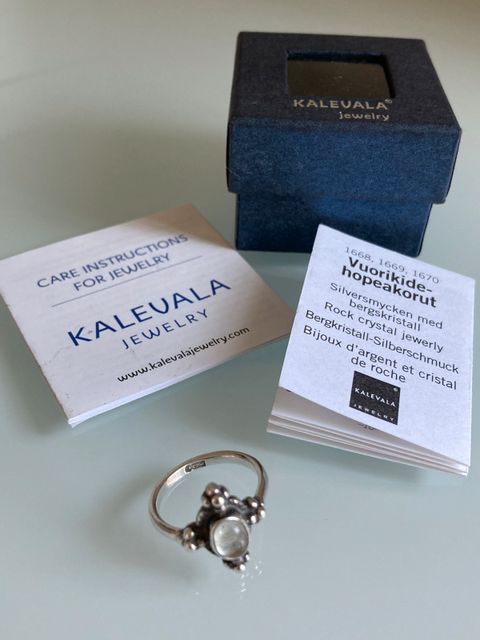 KALEVALA®
jewelry
CARE INSTRUCTIONS
FOR JEWELRY
KALEVALA
JEWELRY
www.kalevalajewelry.com
1668, 1669, 1670
Vuorikide-
hopeakorut
Silversmycken med
bergskristall
Rock crystal jewerly
Bergkristall-Silberschmuck
Bijoux d'argent et cristal
de roche
KALEVALA
JEWELRY